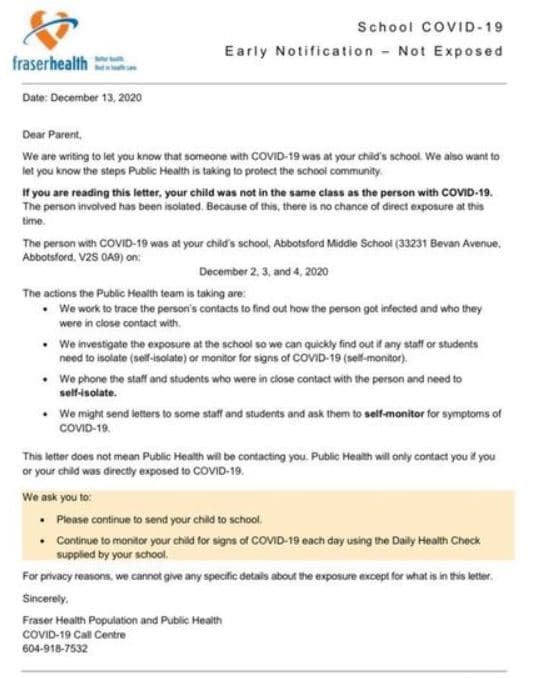 School COVID-19
Early Notification – Not Exposed
fraserhealth
Better health.
Best in health care.
Date: December 13, 2020
Dear Parent,
We are writing to let you know that someone with COVID-19 was at your child's school. We also want to
let you know the steps Public Health is taking to protect the school community.
If you are reading this letter, your child was not in the same class as the person with COVID-19.
The person involved has been isolated. Because of this, there is no chance of direct exposure at this
time.
The person with COVID-19 was at your child's school, Abbotsford Middle School (33231 Bevan Avenue,
Abbotsford, V2S 0A9) on:
December 2, 3, and 4, 2020
The actions the Public Health team is taking are:
• We work to trace the person's contacts to find out how the person got infected and who they
were in close contact with.
• We investigate the exposure at the school so we can quickly find out if any staff or students
need to isolate (self-isolate) or monitor for signs of COVID-19 (self-monitor).
• We phone the staff and students who were in close contact with the person and need to
self-isolate.
• We might send letters to some staff and students and ask them to self-monitor for symptoms of
COVID-19.
This letter does not mean Public Health will be contacting you. Public Health will only contact you if you
or your child was directly exposed to COVID-19.
We ask you to:
• Please continue to send your child to school.
• Continue to monitor your child for signs of COVID-19 each day using the Daily Health Check
supplied by your school.
For privacy reasons, we cannot give any specific details about the exposure except for what is in this letter.
Sincerely,
Fraser Health Population and Public Health
COVID-19 Call Centre
604-918-7532